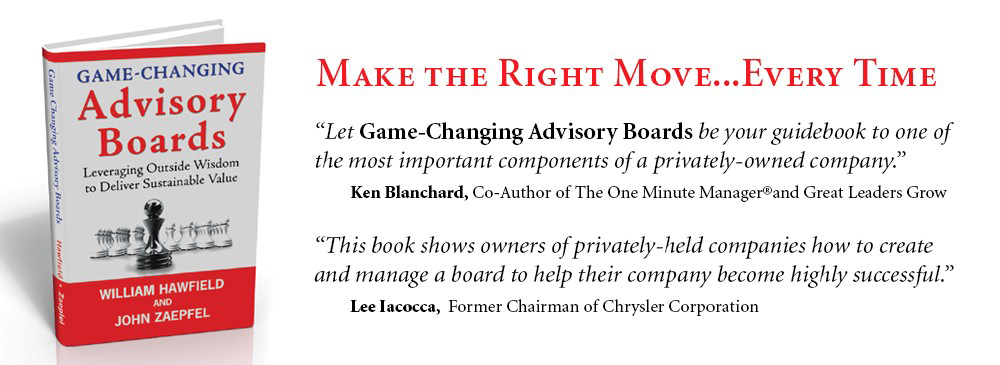 GAME-CHANGING
Advisory
Boards
Leveraging Outside Wisdom
to Deliver Sustainable Value
WILLIAM HAWFIELD
AND
JOHN ZAEPFEL
Game Changing Advisory Boards Hawfield • Zaepfel
MAKE THE RIGHT MOVE...EVERY TIME
“Let Game-Changing Advisory Boards be your guidebook to one of
the most important components of a privately-owned company.”
Ken Blanchard, Co-Author of The One Minute Manager®and Great Leaders Grow
“This book shows owners of privately-held companies how to create
and manage a board to help their company become highly successful.”
Lee Iacocca, Former Chairman of Chrysler Corporation